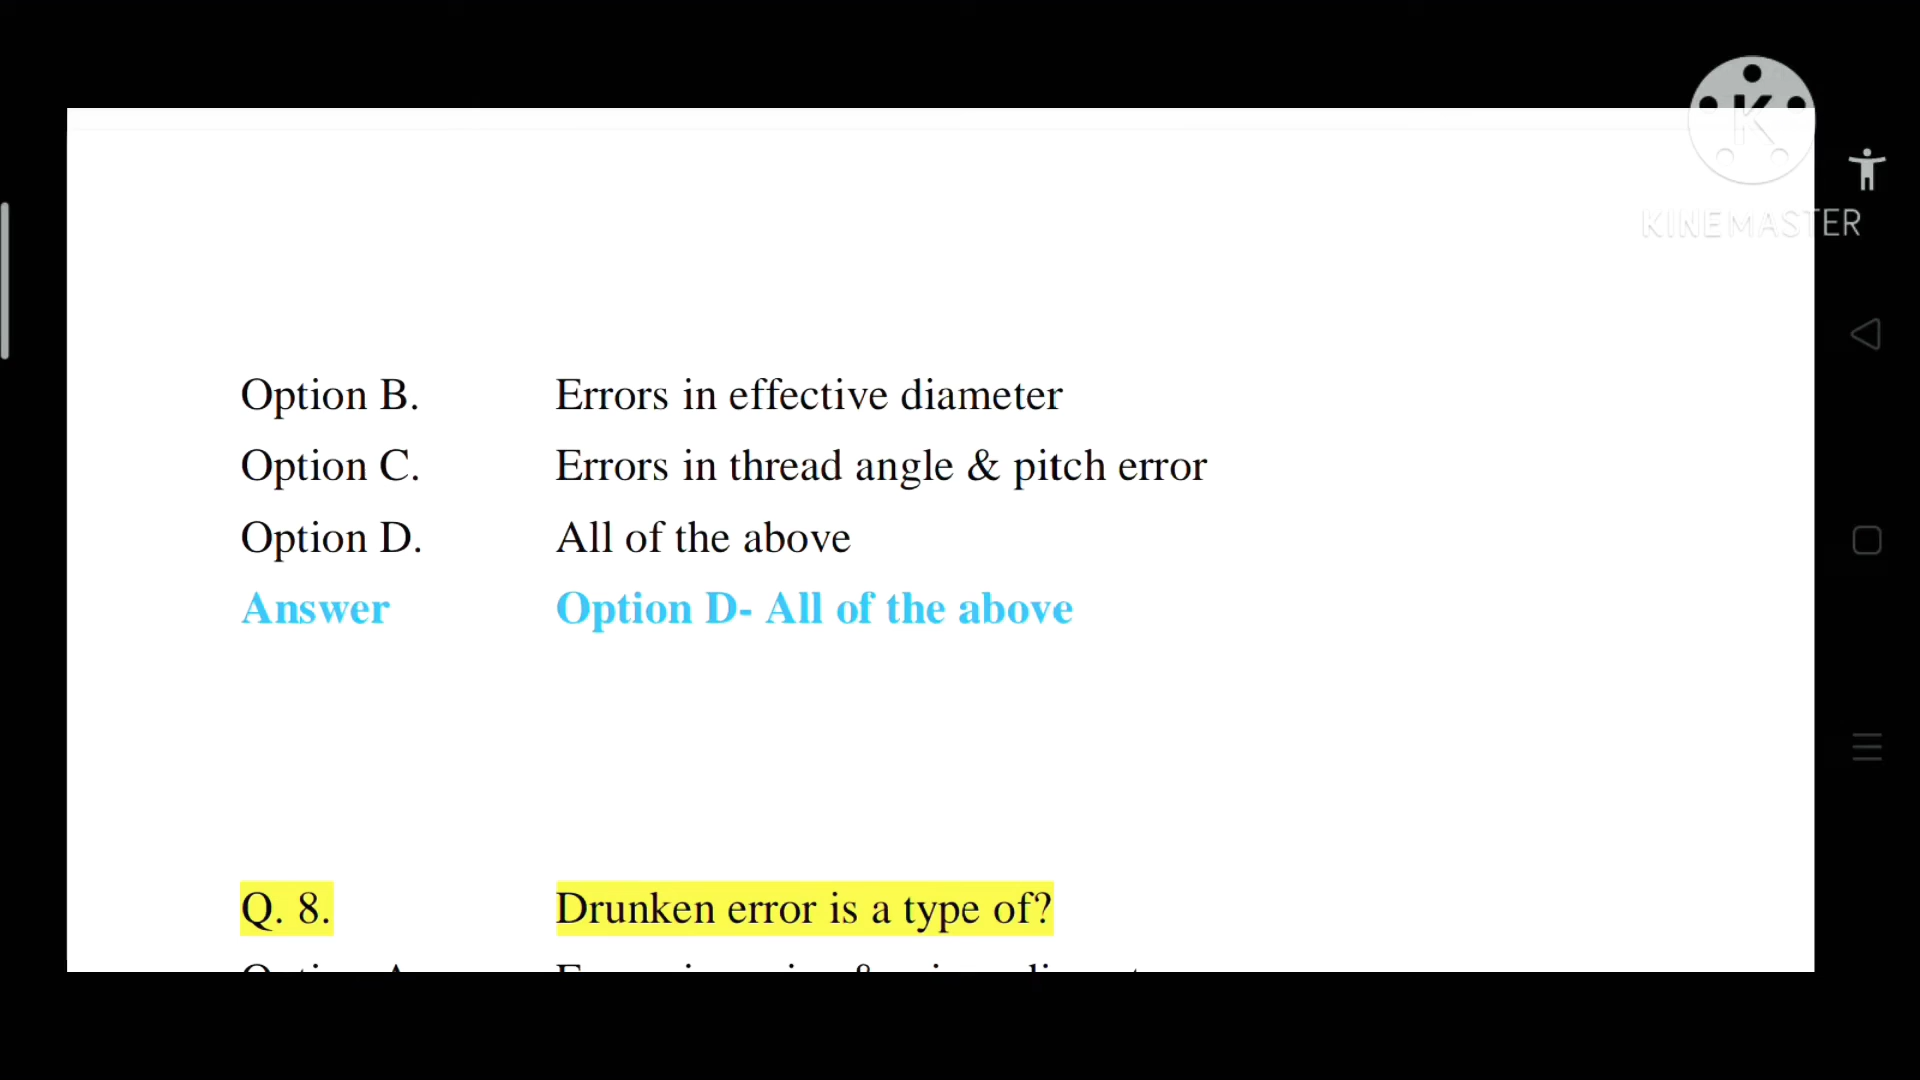 K
KINEMASTER
Option B. Errors in effective diameter
Option C. Errors in thread angle & pitch error
Option D. All of the above
Answer Option D- All of the above
Q. 8. Drunken error is a type of?